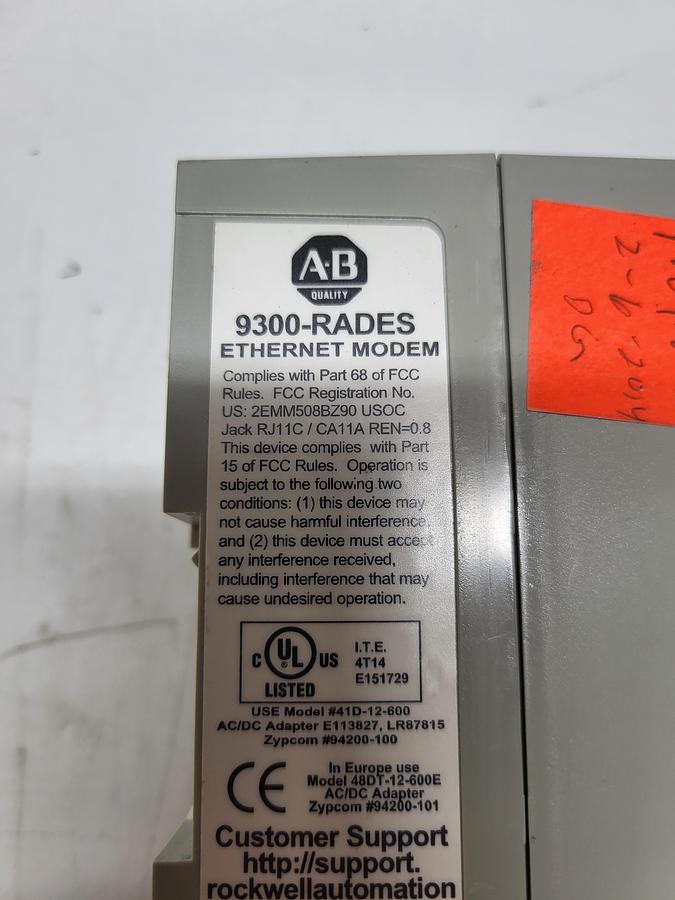 A-B
QUALITY
9300-RADES
ETHERNET MODEM
Complies with Part 68 of FCC
Rules. FCC Registration No.
US: 2EMM508BZ90 USOC
Jack RJ11C / CA11A REN=0.8
This device complies with Part
15 of FCC Rules. Operation is
subject to the following two
conditions: (1) this device may
not cause harmful interference,
and (2) this device must accept
any interference received,
including interference that may
cause undesired operation.
C UL ® US
LISTED
I.T.E.
4T14
E151729
USE Model #41D-12-600
AC/DC Adapter E113827, LR87815
Zypcom #94200-100
CE
In Europe use
Model 48DT-12-600E
AC/DC Adapter
Zypcom #94200-101
Customer Support
http://support.
rockwellautomation
2-6-2014
DG